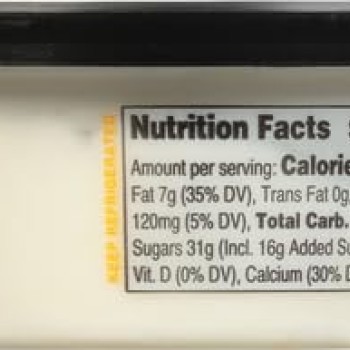 KEEP REFRIGERATED
Nutrition Facts
Amount per serving: Calorie
Fat 7g (35% DV), Trans Fat 0g
120mg (5% DV), Total Carb.
Sugars 31g (Incl. 16g Added Su
Vit. D (0% DV), Calcium (30% D